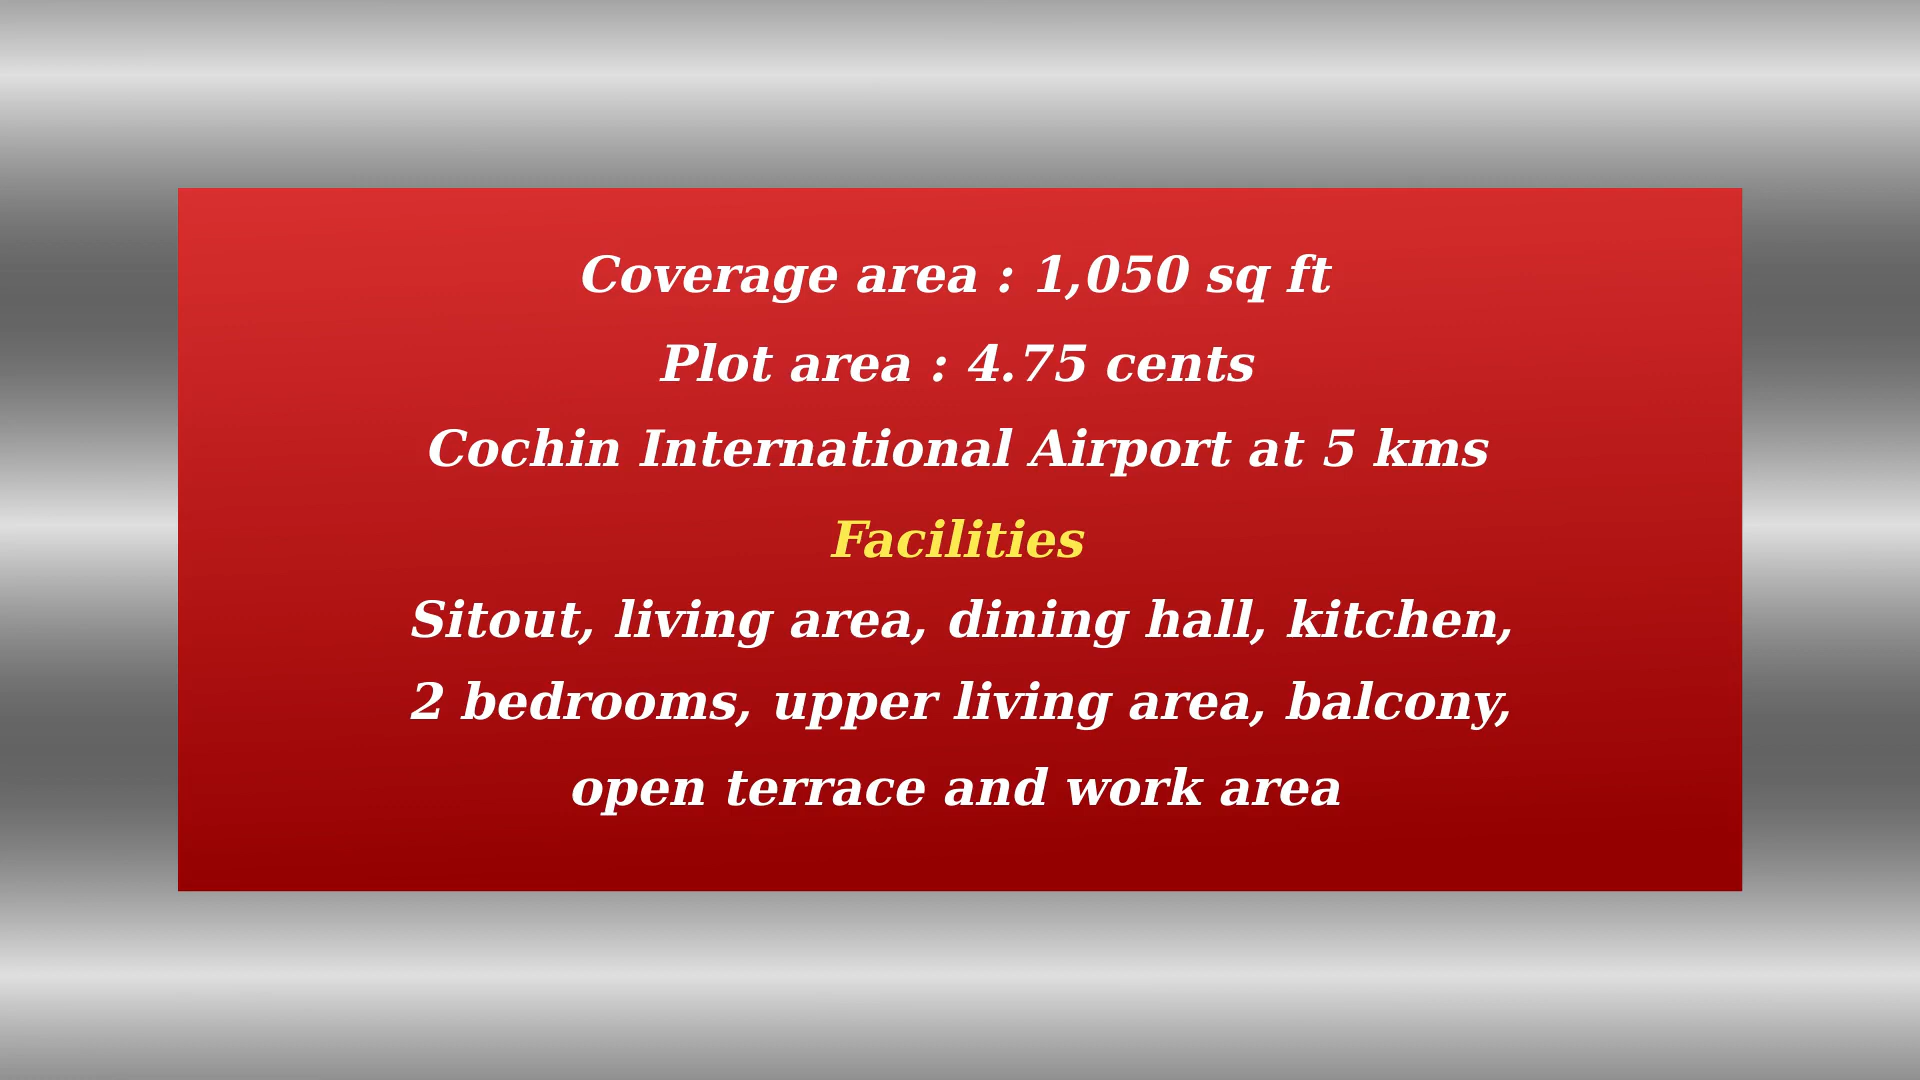 Coverage area : 1,050 sq ft
Plot area : 4.75 cents
Cochin International Airport at 5 kms
Facilities
Sitout, living area, dining hall, kitchen,
2 bedrooms, upper living area, balcony,
open terrace and work area